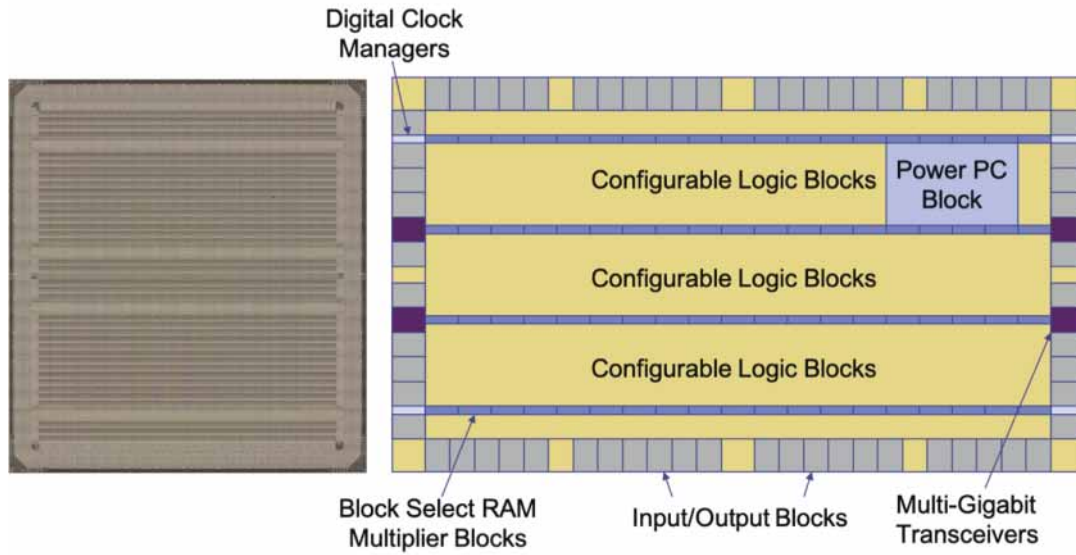 Digital Clock
Managers
Configurable Logic Blocks
Power PC
Block
Configurable Logic Blocks
Configurable Logic Blocks
Block Select RAM
Multiplier Blocks
Input/Output Blocks
Multi-Gigabit
Transceivers